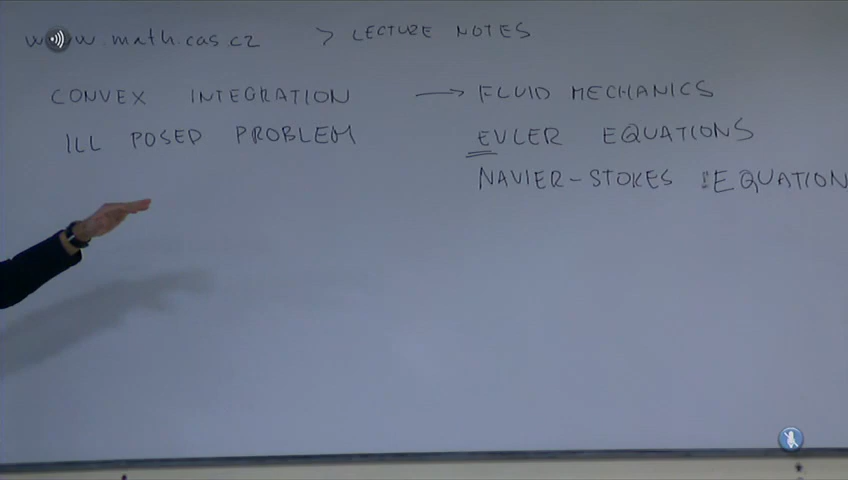 www.math.cas.cz > LECTURE NOTES
CONVEX INTEGRATION → FLUID MECHANICS
ILL POSED PROBLEM EULER EQUATIONS
NAVIER-STOKES EQUATION